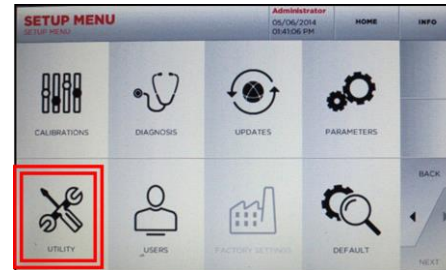 SETUP MENU
SETUP MENU
Administrator
05/06/2014
01:41:06 PM
HOME
INFO
CALIBRATIONS
DIAGNOSIS
UPDATES
PARAMETERS
BACK
UTILITY
USERS
FACTORY SETTINGS
DEFAULT
NEXT